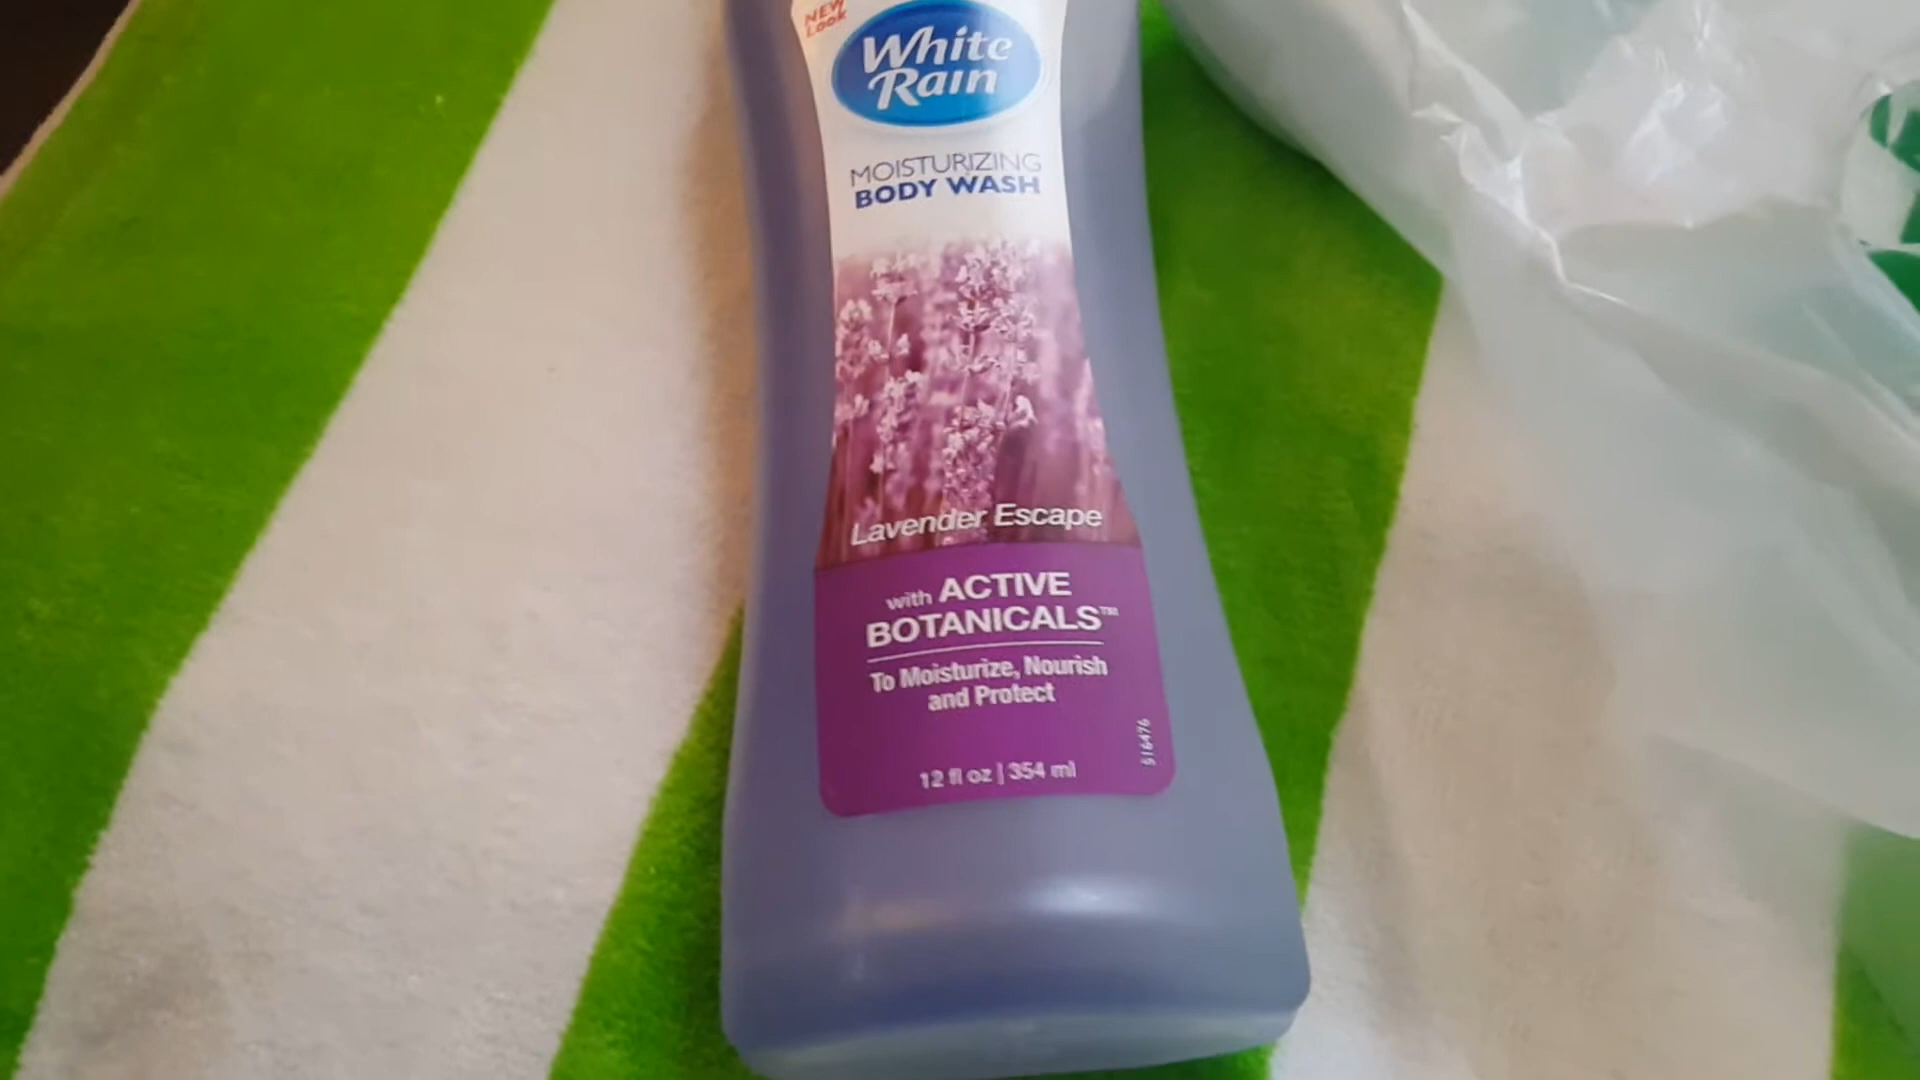 NEW
LOOK
White
Rain
MOISTURIZING
BODY WASH
Lavender Escape
with ACTIVE
BOTANICALS™
To Moisturize, Nourish
and Protect
516476
12 fl oz | 354 ml